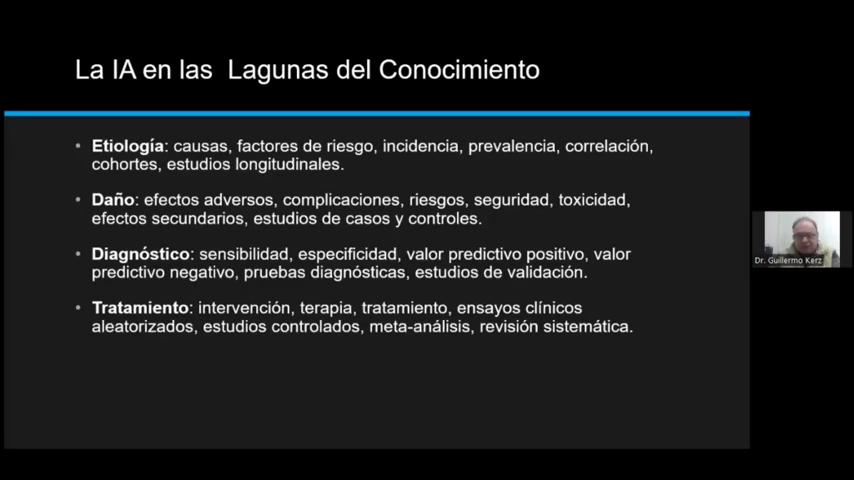 La IA en las Lagunas del Conocimiento
• Etiología: causas, factores de riesgo, incidencia, prevalencia, correlación,
cohortes, estudios longitudinales.
• Daño: efectos adversos, complicaciones, riesgos, seguridad, toxicidad,
efectos secundarios, estudios de casos y controles.
• Diagnóstico: sensibilidad, especificidad, valor predictivo positivo, valor
predictivo negativo, pruebas diagnósticas, estudios de validación.
• Tratamiento: intervención, terapia, tratamiento, ensayos clínicos
aleatorizados, estudios controlados, meta-análisis, revisión sistemática.
Dr. Guillermo Kerz